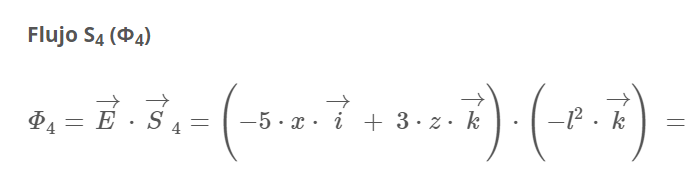 Flujo S₄ (Φ₄)
Φ₄ = E⃗ · S⃗ ₄ = (−5 · x · i⃗ + 3 · z · k⃗) · (−l² · k⃗) =